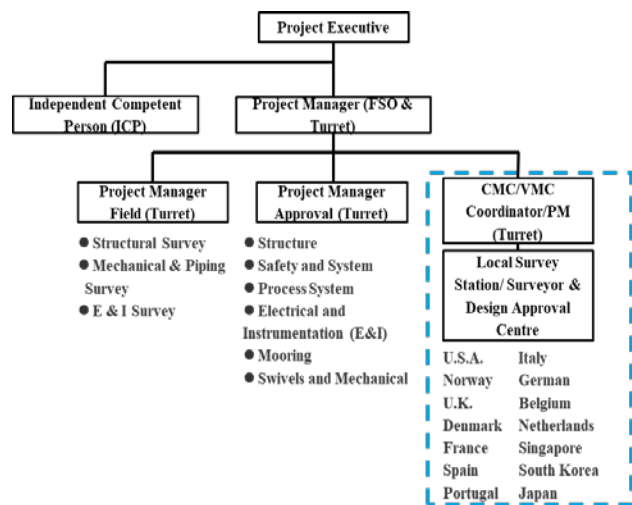 Project Executive
Independent Competent
Person (ICP)
Project Manager (FSO &
Turret)
Project Manager
Field (Turret)
● Structural Survey
● Mechanical & Piping
Survey
● E & I Survey
Project Manager
Approval (Turret)
● Structure
● Safety and System
● Process System
● Electrical and
Instrumentation (E&I)
● Mooring
● Swivels and Mechanical
CMC/VMC
Coordinator/PM
(Turret)
Local Survey
Station/ Surveyor &
Design Approval
Centre
U.S.A. Italy
Norway German
U.K. Belgium
Denmark Netherlands
France Singapore
Spain South Korea
Portugal Japan